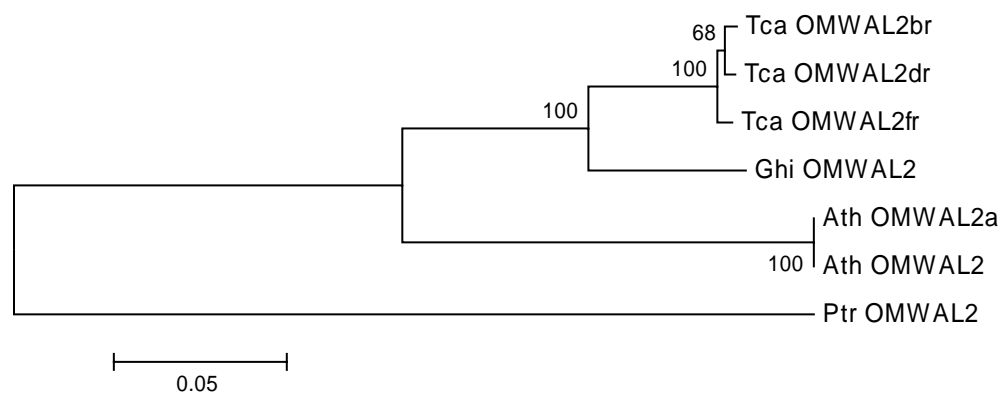 68
Tca OMWAL2br
100
Tca OMWAL2dr
100
Tca OMWAL2fr
Ghi OMWAL2
Ath OMWAL2a
100
Ath OMWAL2
Ptr OMWAL2
0.05